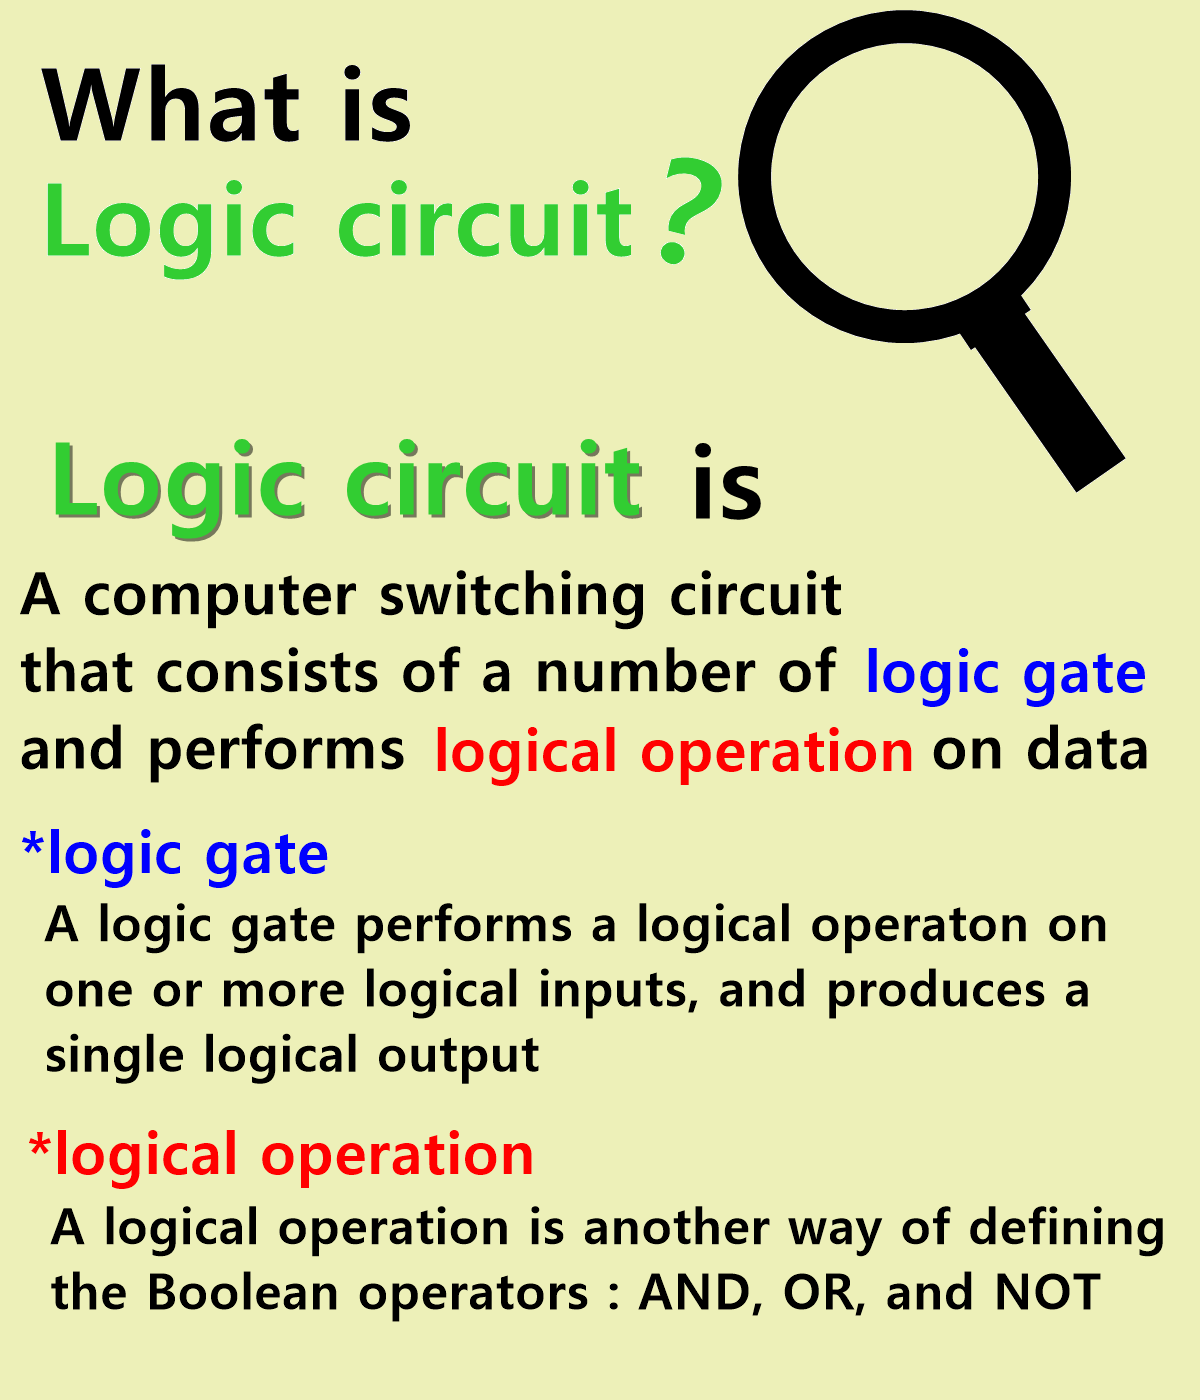 What is
Logic circuit?
Logic circuit is
A computer switching circuit
that consists of a number of logic gate
and performs logical operation on data
*logic gate
A logic gate performs a logical operaton on
one or more logical inputs, and produces a
single logical output
*logical operation
A logical operation is another way of defining
the Boolean operators : AND, OR, and NOT